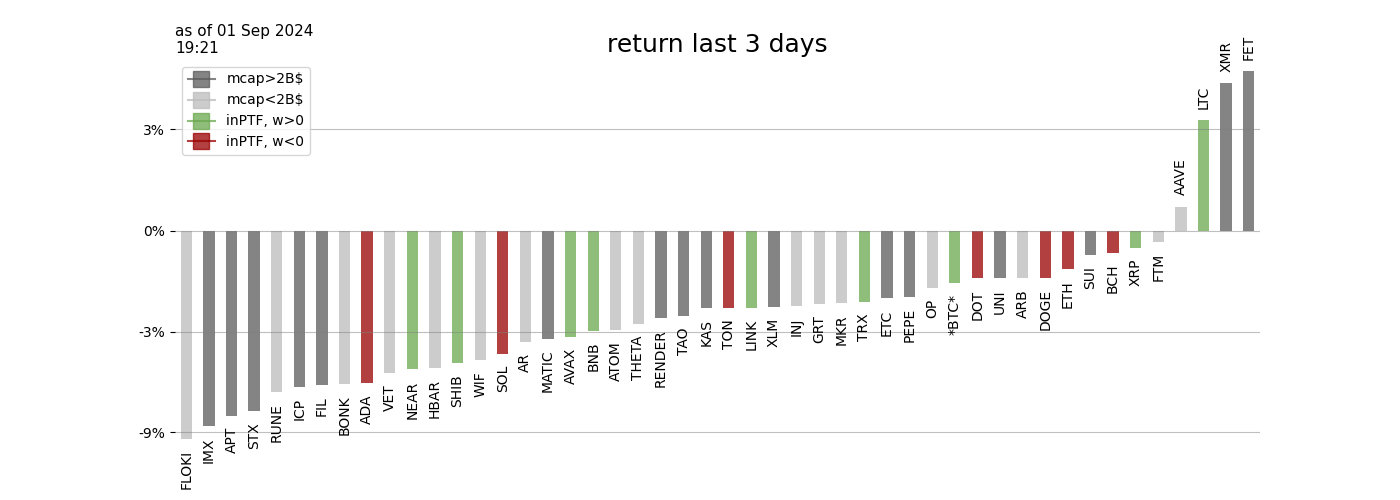 as of 01 Sep 2024
19:21
return last 3 days
mcap>2B$
mcap<2B$
inPTF, w>0
inPTF, w<0
3%
0%
-3%
-9%
FLOKI
IMX
APT
STX
RUNE
ICP
FIL
BONK
ADA
VET
NEAR
HBAR
SHIB
WIF
SOL
AR
MATIC
AVAX
BNB
ATOM
THETA
RENDER
TAO
KAS
TON
LINK
XLM
INJ
GRT
MKR
TRX
ETC
PEPE
OP
*BTC*
DOT
UNI
ARB
DOGE
ETH
SUI
BCH
XRP
FTM
AAVE
LTC
XMR
FET